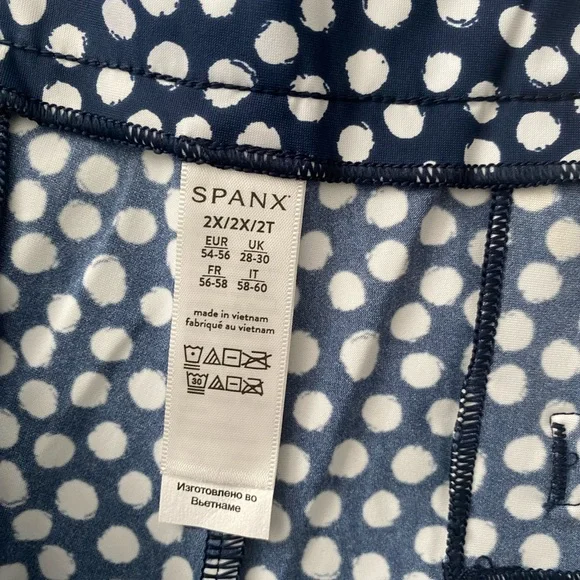 SPANX
2X/2X/2T
EUR UK
54-56 28-30
FR IT
56-58 58-60
made in vietnam
fabriqué au vietnam
30
Изготовлено во
Вьетнаме